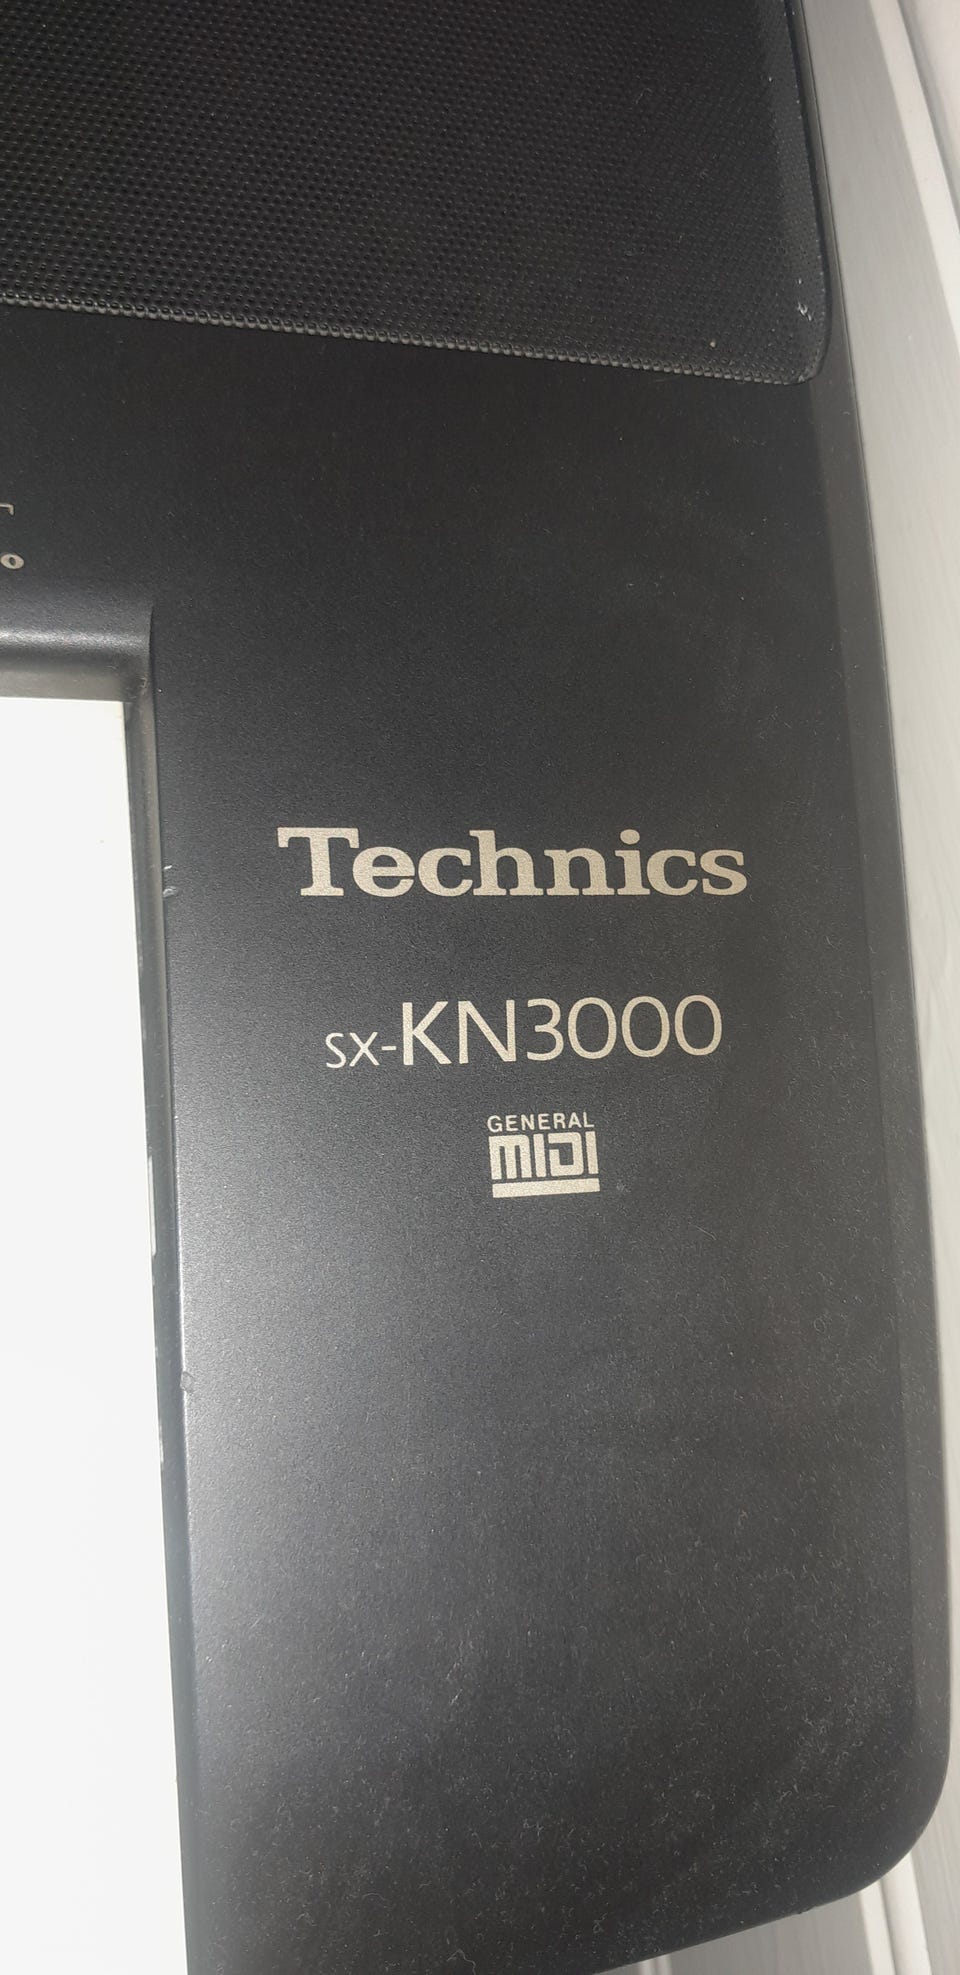 Technics
SX-KN3000
GENERAL
MIDI